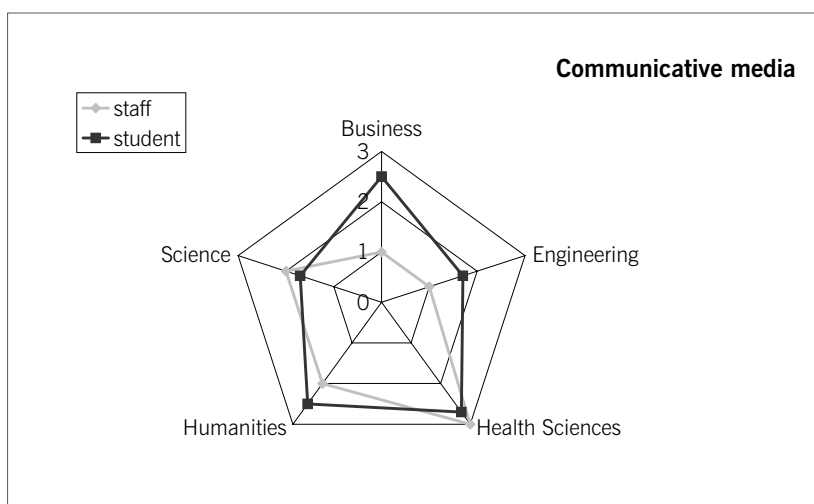 Communicative media
staff
student
Business
3
2
1
0
Science
Engineering
Humanities
Health Sciences